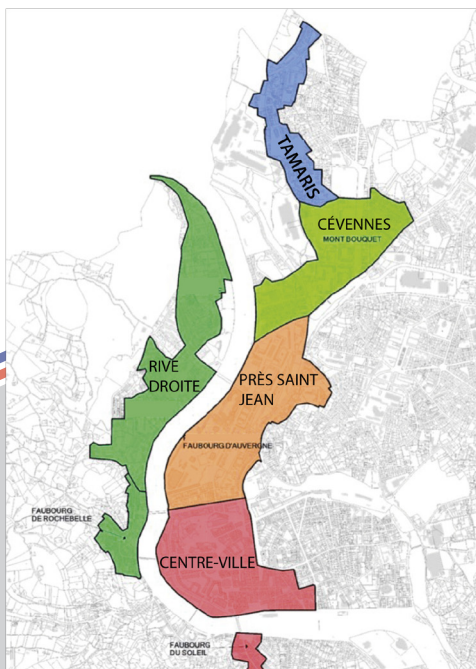 TAMARIS
CÉVENNES
MONT BOUQUET
RIVE
DROITE
PRÈS SAINT
JEAN
FAUBOURG D'AUVERGNE
FAUBOURG
DE ROCHEBELLE
CENTRE-VILLE
FAUBOURG
DU SOLEIL